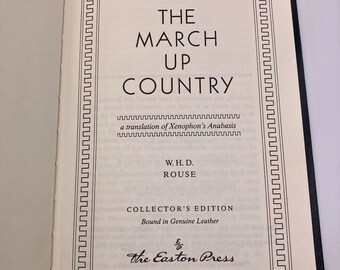 THE
MARCH
UP
COUNTRY
a translation of Xenophon's Anabasis
W. H. D.
ROUSE
COLLECTOR'S EDITION
Bound in Genuine Leather
The Easton Press